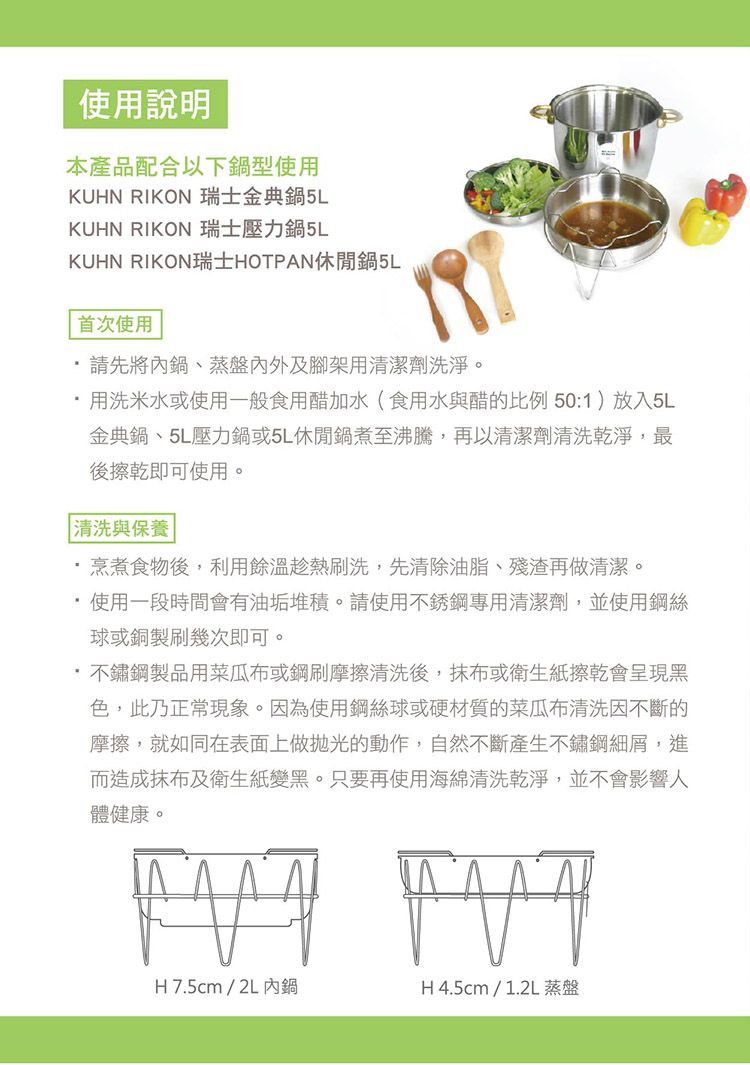 使用說明
本產品配合以下鍋型使用
KUHN RIKON 瑞士金典鍋5L
KUHN RIKON 瑞士壓力鍋5L
KUHN RIKON瑞士HOTPAN休閒鍋5L
首次使用
・請先將內鍋、蒸盤內外及腳架用清潔劑洗淨。
・用洗米水或使用一般食用醋加水（食用水與醋的比例 50:1）放入5L
金典鍋、5L壓力鍋或5L休閒鍋煮至沸騰，再以清潔劑清洗乾淨，最
後擦乾即可使用。
清洗與保養
・烹煮食物後，利用餘溫趁熱刷洗，先清除油脂、殘渣再做清潔。
・使用一段時間會有油垢堆積。請使用不銹鋼專用清潔劑，並使用鋼絲
球或銅製刷幾次即可。
・不鏽鋼製品用菜瓜布或鋼刷摩擦清洗後，抹布或衛生紙擦乾會呈現黑
色，此乃正常現象。因為使用鋼絲球或硬材質的菜瓜布清洗因不斷的
摩擦，就如同在表面上做拋光的動作，自然不斷產生不鏽鋼細屑，進
而造成抹布及衛生紙變黑。只要再使用海綿清洗乾淨，並不會影響人
體健康。
H 7.5cm / 2L 內鍋
H 4.5cm / 1.2L 蒸盤